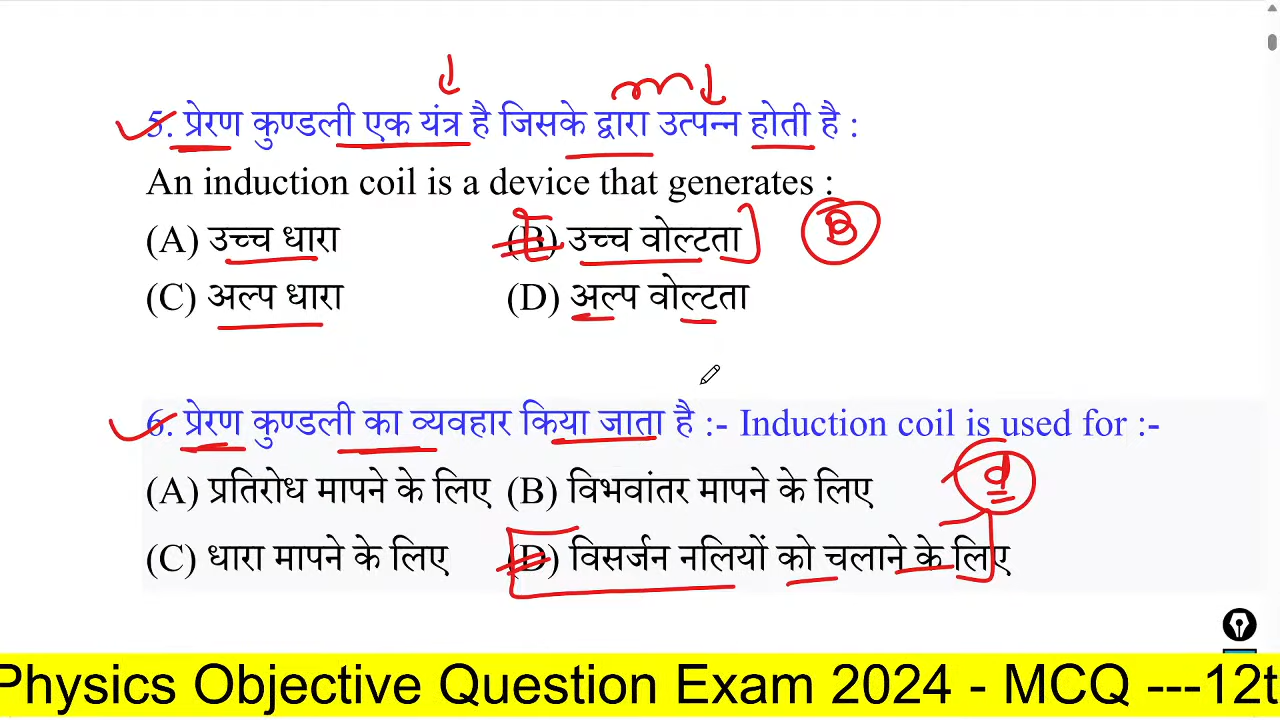 5. प्रेरण कुण्डली एक यंत्र है जिसके द्वारा उत्पन्न होती है :
An induction coil is a device that generates :
(A) उच्च धारा (B) उच्च वोल्टता B
(C) अल्प धारा (D) अल्प वोल्टता
6. प्रेरण कुण्डली का व्यवहार किया जाता है :- Induction coil is used for :-
(A) प्रतिरोध मापने के लिए (B) विभवांतर मापने के लिए d
(C) धारा मापने के लिए (D) विसर्जन नलियों को चलाने के लिए
Physics Objective Question Exam 2024 - MCQ ---12t